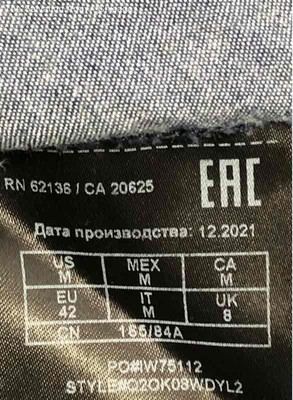 RN 62136 / CA 20625
EAC
Дата производства: 12.2021
US MEX CA
M M M
EU IT UK
42 M 8
CN 165/84A
PO#IW75112
STYLE#Q2OK08WDYL2